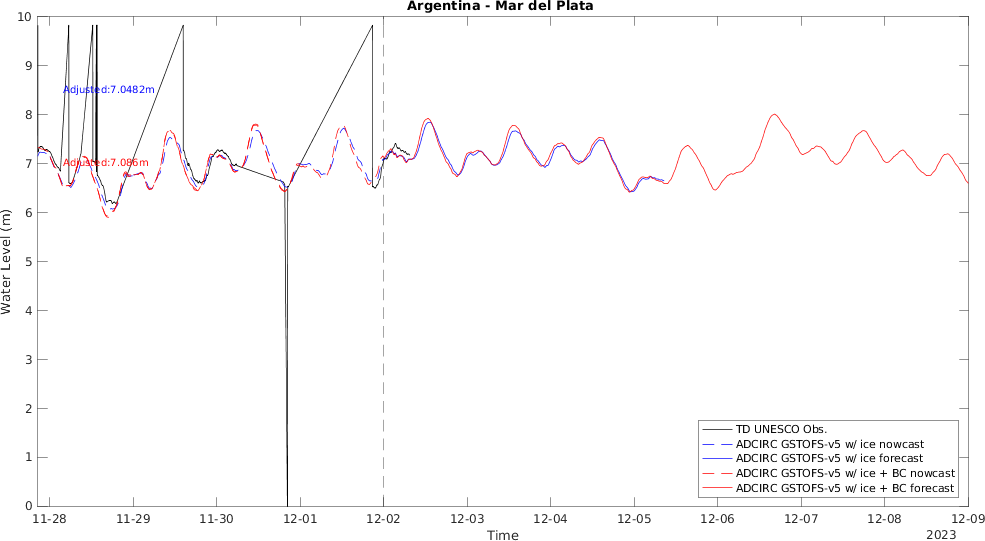 Argentina - Mar del Plata
10
9
8
7
6
5
4
3
2
1
0
Water Level (m)
Adjusted:7.0482m
Adjusted:7.086m
TD UNESCO Obs.
ADCIRC GSTOFS-v5 w/ ice nowcast
ADCIRC GSTOFS-v5 w/ ice forecast
ADCIRC GSTOFS-v5 w/ ice + BC nowcast
ADCIRC GSTOFS-v5 w/ ice + BC forecast
11-28 11-29 11-30 12-01 12-02 12-03 12-04 12-05 12-06 12-07 12-08 12-09
Time
2023